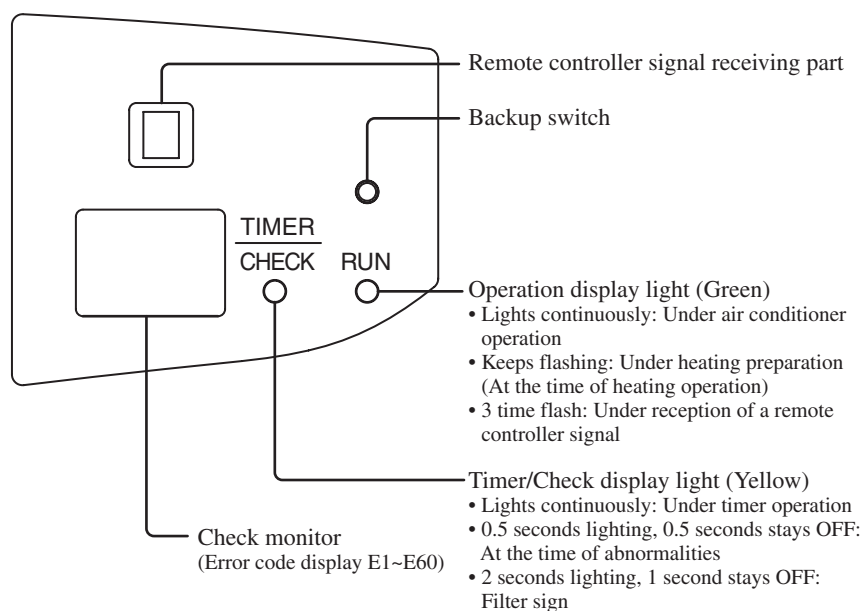 Remote controller signal receiving part
Backup switch
TIMER
CHECK RUN
Operation display light (Green)
• Lights continuously: Under air conditioner
operation
• Keeps flashing: Under heating preparation
(At the time of heating operation)
• 3 time flash: Under reception of a remote
controller signal
Timer/Check display light (Yellow)
• Lights continuously: Under timer operation
• 0.5 seconds lighting, 0.5 seconds stays OFF:
At the time of abnormalities
• 2 seconds lighting, 1 second stays OFF:
Filter sign
Check monitor
(Error code display E1~E60)